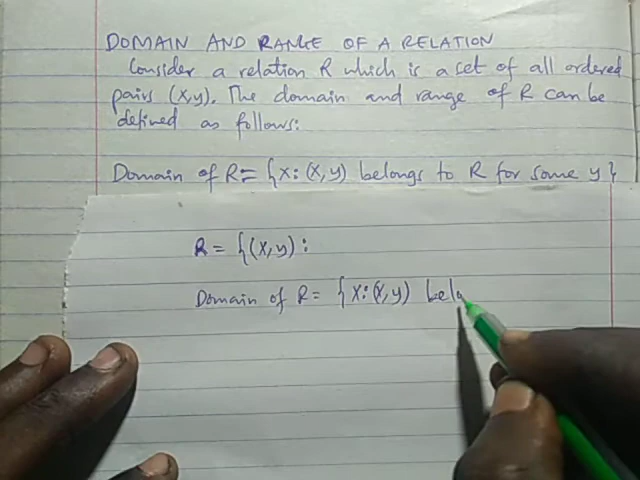 DOMAIN AND RANGE OF A RELATION
Consider a relation R which is a set of all ordered
pairs (x,y). The domain and range of R can be
defined as follows:
Domain of R= {x: (x, y) belongs to R for some y}
R = {(x,y):
Domain of R= {x:(x,y) belo